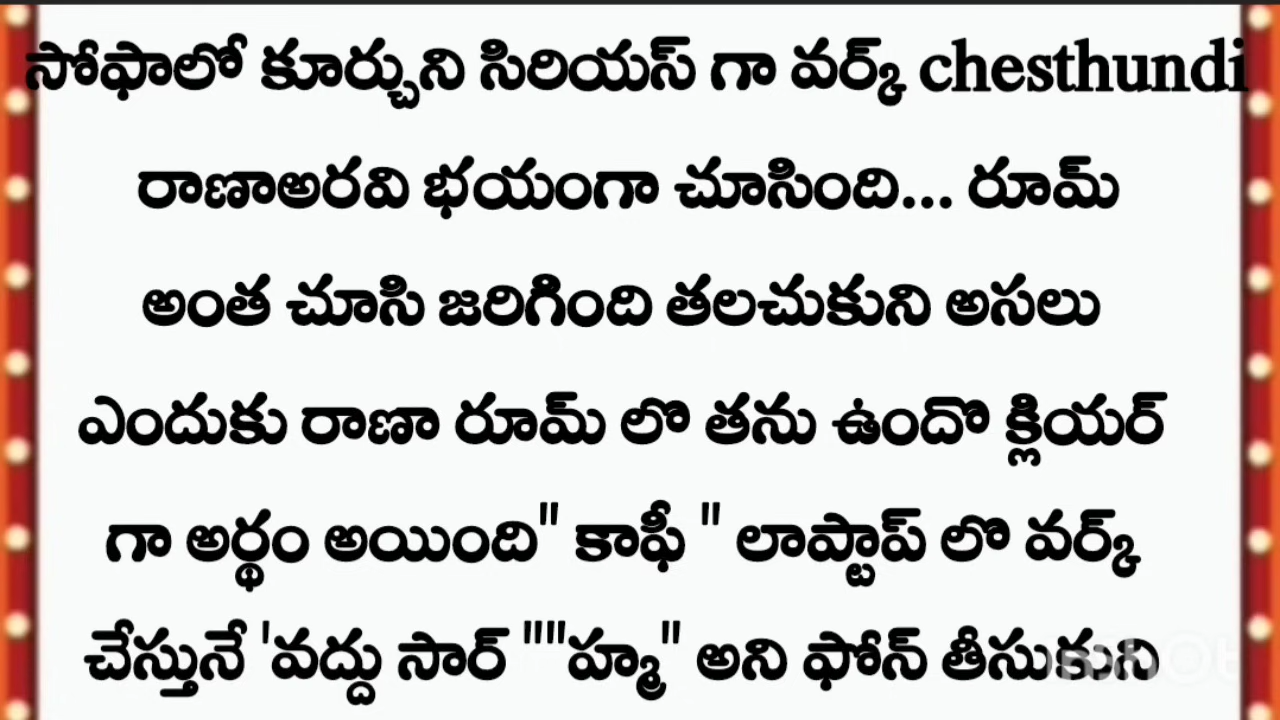 సోఫాలో కూర్చుని సిరియస్ గా వర్క్ chesthundi
రాణాఅరవి భయంగా చూసింది... రూమ్
అంత చూసి జరిగింది తలచుకుని అసలు
ఎందుకు రాణా రూమ్ లొ తను ఉందొ క్లియర్
గా అర్థం అయింది" కాఫీ " లాప్టాప్ లొ వర్క్
చేస్తునే 'వద్దు సార్ """హ్మ" అని ఫోన్ తీసుకుని